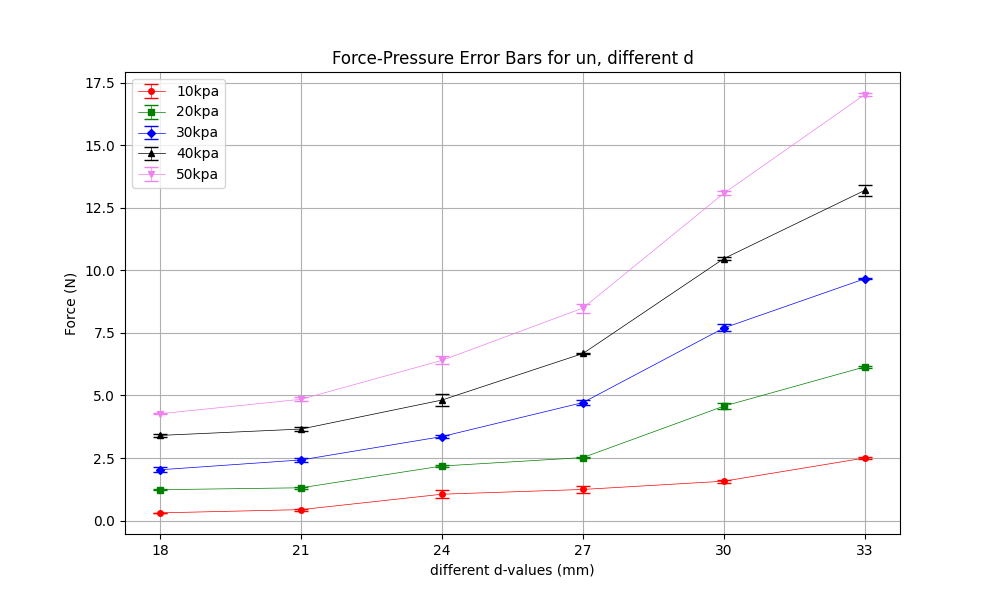 Force-Pressure Error Bars for un, different d
17.5
15.0
12.5
10.0
7.5
5.0
2.5
0.0
Force (N)
10kpa
20kpa
30kpa
40kpa
50kpa
18 21 24 27 30 33
different d-values (mm)